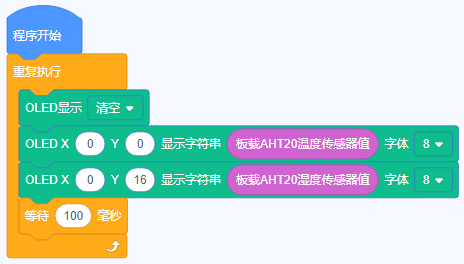 程序开始
重复执行
OLED显示 清空
OLED X 0 Y 0 显示字符串 板载AHT20温度传感器值 字体 8
OLED X 0 Y 16 显示字符串 板载AHT20湿度传感器值 字体 8
等待 100 毫秒